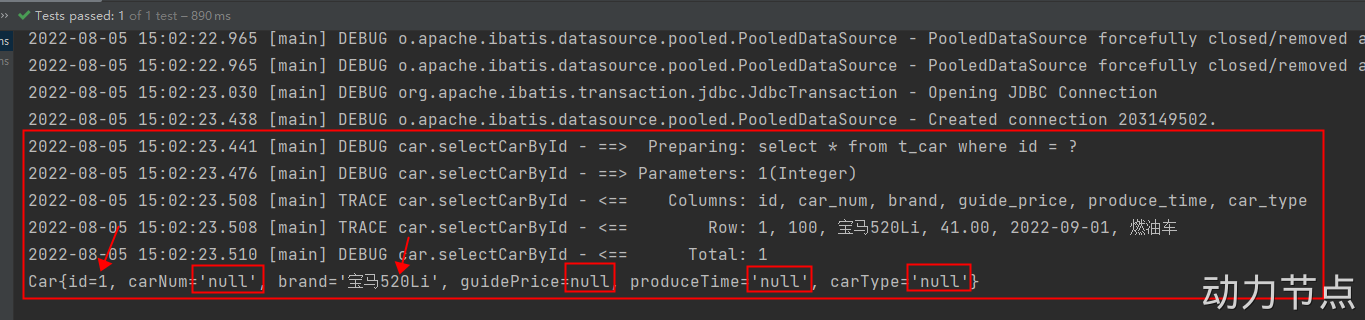 >> Tests passed: 1 of 1 test – 890 ms
ms 2022-08-05 15:02:22.965 [main] DEBUG o.apache.ibatis.datasource.pooled.PooledDataSource - PooledDataSource forcefully closed/removed a
ms 2022-08-05 15:02:22.965 [main] DEBUG o.apache.ibatis.datasource.pooled.PooledDataSource - PooledDataSource forcefully closed/removed a
2022-08-05 15:02:23.030 [main] DEBUG org.apache.ibatis.transaction.jdbc.JdbcTransaction - Opening JDBC Connection
2022-08-05 15:02:23.438 [main] DEBUG o.apache.ibatis.datasource.pooled.PooledDataSource - Created connection 203149502.
2022-08-05 15:02:23.441 [main] DEBUG car.selectCarById - ==>  Preparing: select * from t_car where id = ?
2022-08-05 15:02:23.476 [main] DEBUG car.selectCarById - ==> Parameters: 1(Integer)
2022-08-05 15:02:23.508 [main] TRACE car.selectCarById - <==    Columns: id, car_num, brand, guide_price, produce_time, car_type
2022-08-05 15:02:23.508 [main] TRACE car.selectCarById - <==        Row: 1, 100, 宝马520Li, 41.00, 2022-09-01, 燃油车
2022-08-05 15:02:23.510 [main] DEBUG car.selectCarById - <==      Total: 1
Car{id=1, carNum='null', brand='宝马520Li', guidePrice=null, produceTime='null', carType='null'}
动力节点